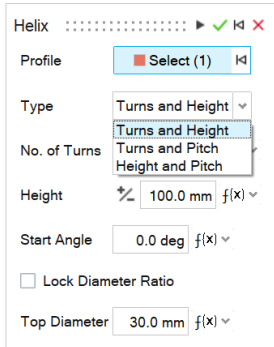 Helix
Profile Select (1)
Type Turns and Height
Turns and Height
Turns and Pitch
Height and Pitch
No. of Turns
Height 100.0 mm f(x)
Start Angle 0.0 deg f(x)
Lock Diameter Ratio
Top Diameter 30.0 mm f(x)